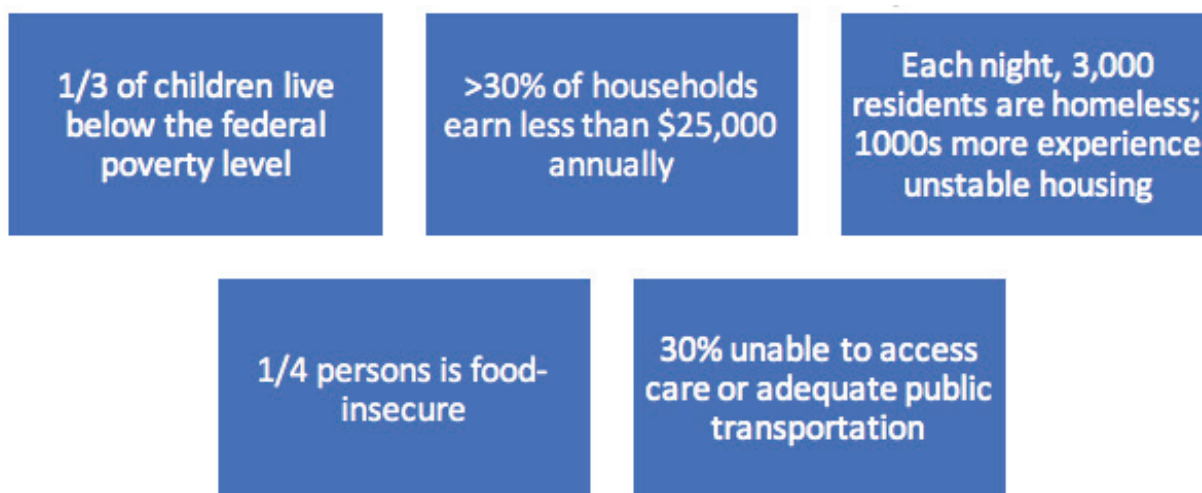 1/3 of children live
below the federal
poverty level
>30% of households
earn less than $25,000
annually
Each night, 3,000
residents are homeless;
1000s more experience
unstable housing
1/4 persons is food-
insecure
30% unable to access
care or adequate public
transportation